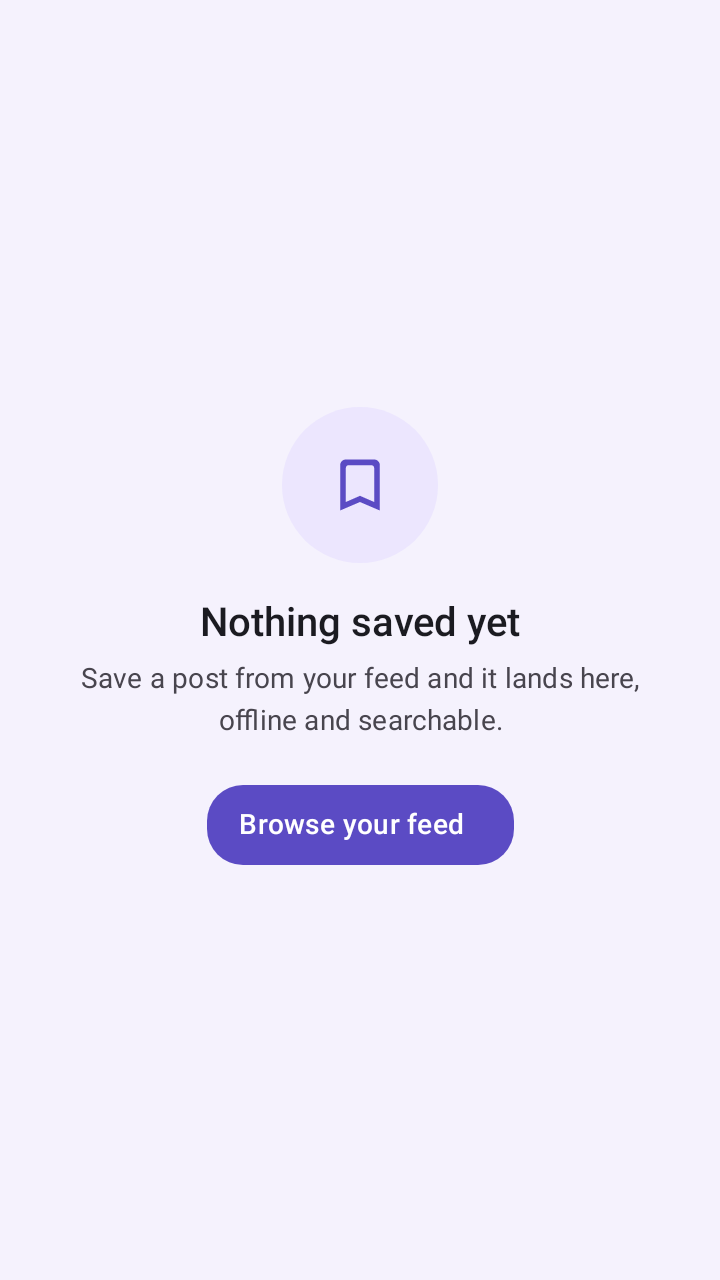 Nothing saved yet
Save a post from your feed and it lands here,
offline and searchable.
Browse your feed